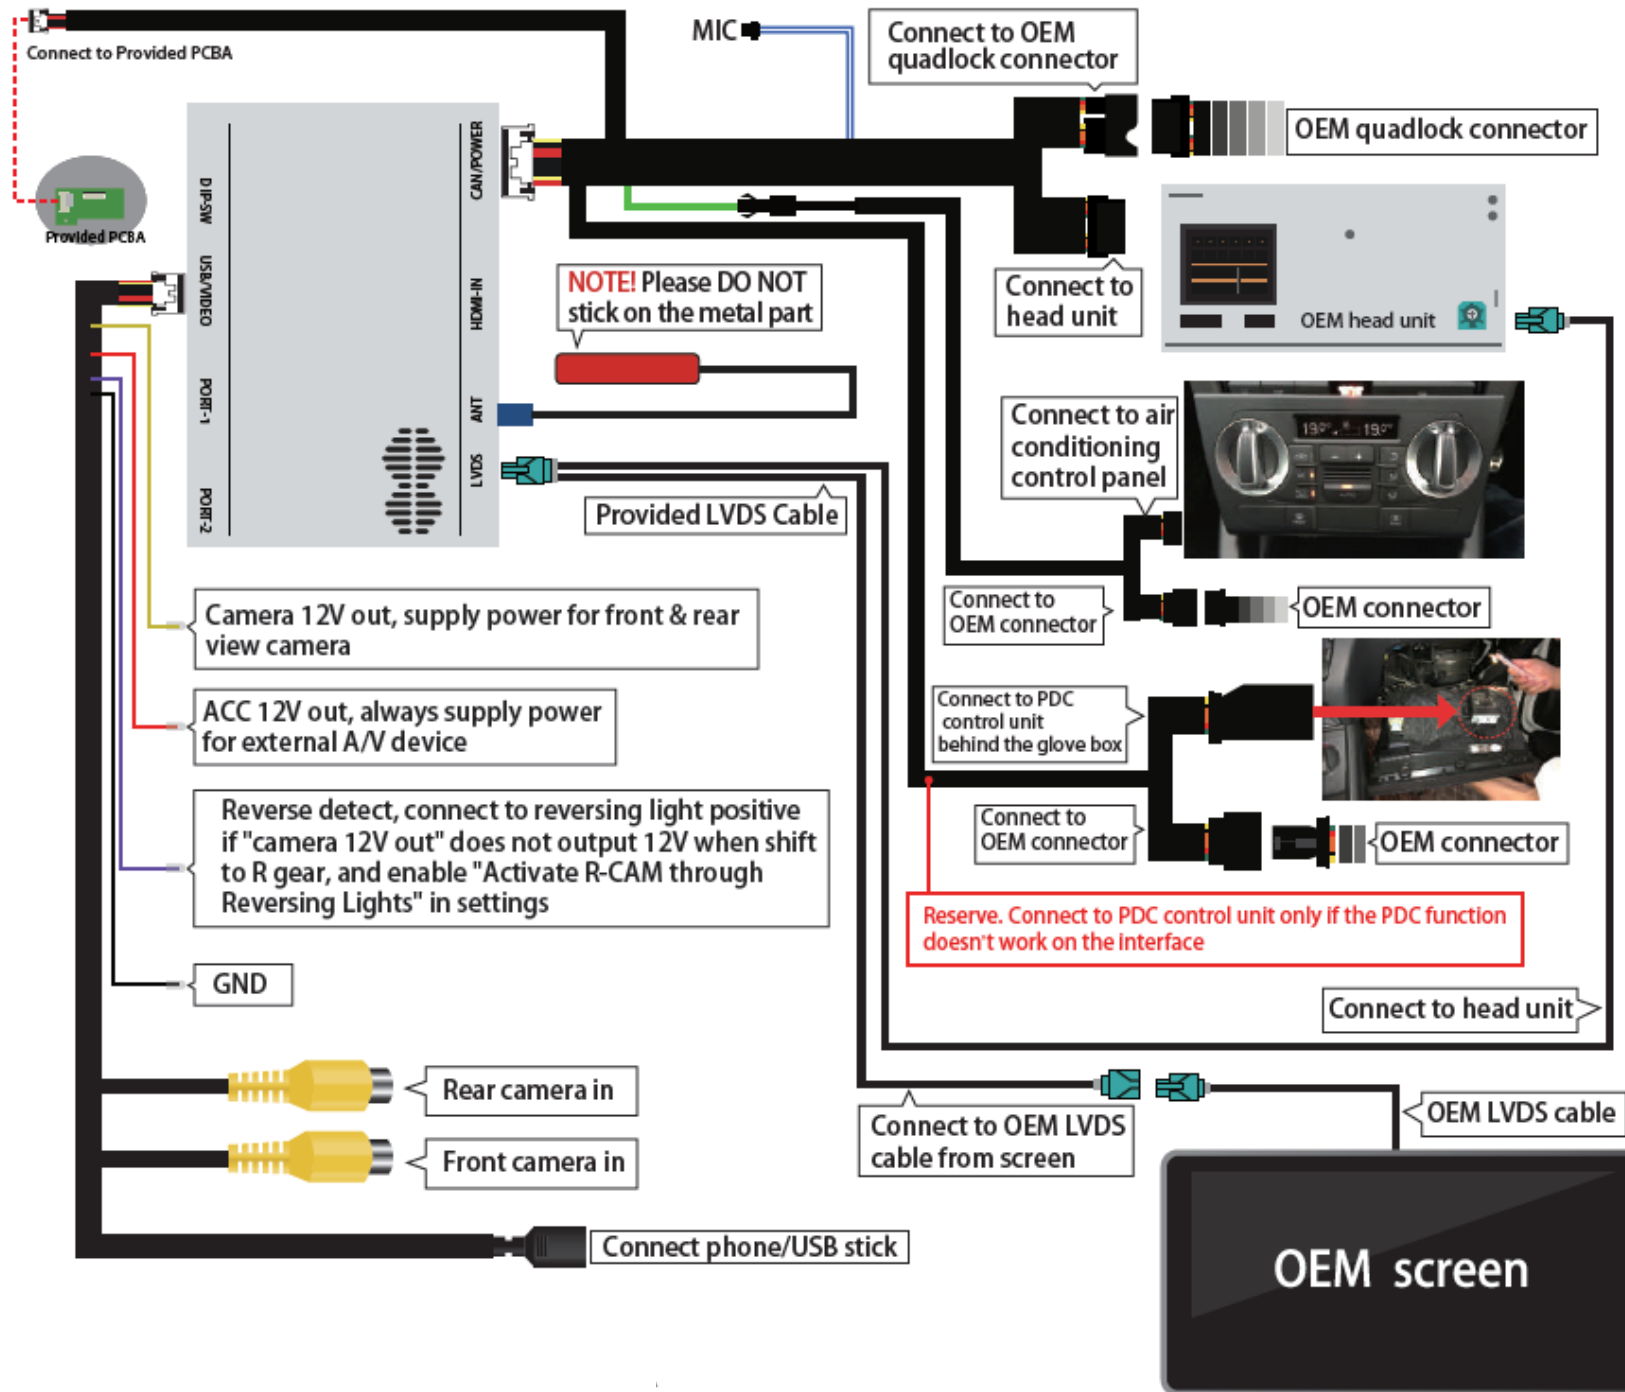 Connect to Provided PCBA
MIC
Connect to OEM
quadlock connector
OEM quadlock connector
Provided PCBA
DIP-SW
USB/VIDEO
PORT-1
PORT-2
CAN/POWER
HDMI-IN
ANT
LVDS
NOTE! Please DO NOT
stick on the metal part
Connect to
head unit
OEM head unit
Connect to air
conditioning
control panel
Provided LVDS Cable
Connect to
OEM connector
OEM connector
Camera 12V out, supply power for front & rear
view camera
ACC 12V out, always supply power
for external A/V device
Connect to PDC
control unit
behind the glove box
Reverse detect, connect to reversing light positive
if "camera 12V out" does not output 12V when shift
to R gear, and enable "Activate R-CAM through
Reversing Lights" in settings
Connect to
OEM connector
OEM connector
Reserve. Connect to PDC control unit only if the PDC function
doesn't work on the interface
GND
Connect to head unit
Rear camera in
Front camera in
Connect to OEM LVDS
cable from screen
OEM LVDS cable
Connect phone/USB stick
OEM screen